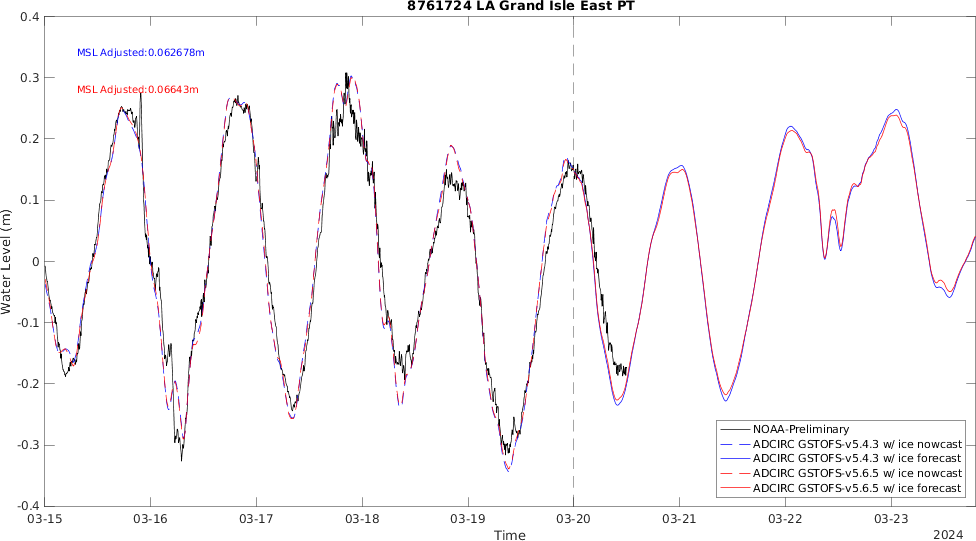 8761724 LA Grand Isle East PT
0.4
MSL Adjusted:0.062678m
0.3
MSL Adjusted:0.06643m
0.2
0.1
0
-0.1
-0.2
-0.3
-0.4
Water Level (m)
NOAA-Preliminary
ADCIRC GSTOFS-v5.4.3 w/ ice nowcast
ADCIRC GSTOFS-v5.4.3 w/ ice forecast
ADCIRC GSTOFS-v5.6.5 w/ ice nowcast
ADCIRC GSTOFS-v5.6.5 w/ ice forecast
03-15 03-16 03-17 03-18 03-19 03-20 03-21 03-22 03-23
Time
2024